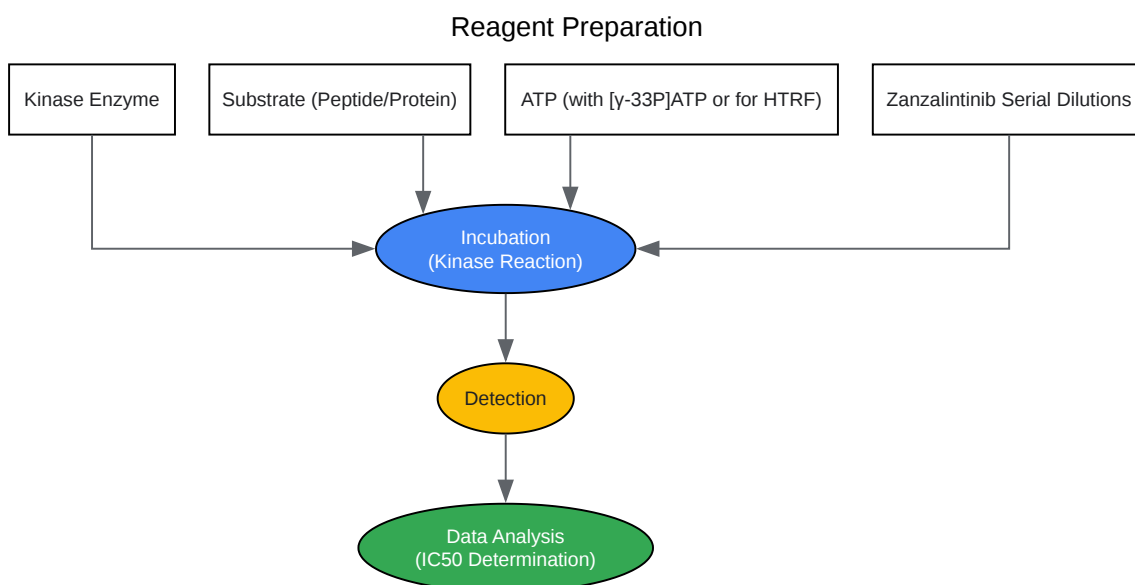 Reagent Preparation
Kinase Enzyme
Substrate (Peptide/Protein)
ATP (with [γ-33P]ATP or for HTRF)
Zanzalintinib Serial Dilutions
Incubation
(Kinase Reaction)
Detection
Data Analysis
(IC50 Determination)